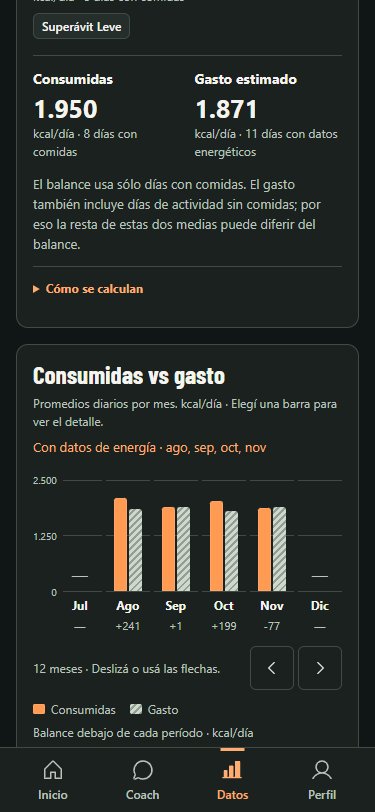 Superávit Leve
Consumidas
Gasto estimado
1.950
1.871
kcal/día · 8 días con
comidas
kcal/día · 11 días con datos
energéticos
El balance usa sólo días con comidas. El gasto
también incluye días de actividad sin comidas; por
eso la resta de estas dos medias puede diferir del
balance.
▶ Cómo se calculan
Consumidas vs gasto
Promedios diarios por mes. kcal/día · Elegí una barra para
ver el detalle.
Con datos de energía · ago, sep, oct, nov
2.500
1.250
0
— —
Jul Ago Sep Oct Nov Dic
— +241 +1 +199 -77 —
12 meses · Deslizá o usá las flechas.
Consumidas Gasto
Balance debajo de cada período · kcal/día
Inicio Coach Datos Perfil